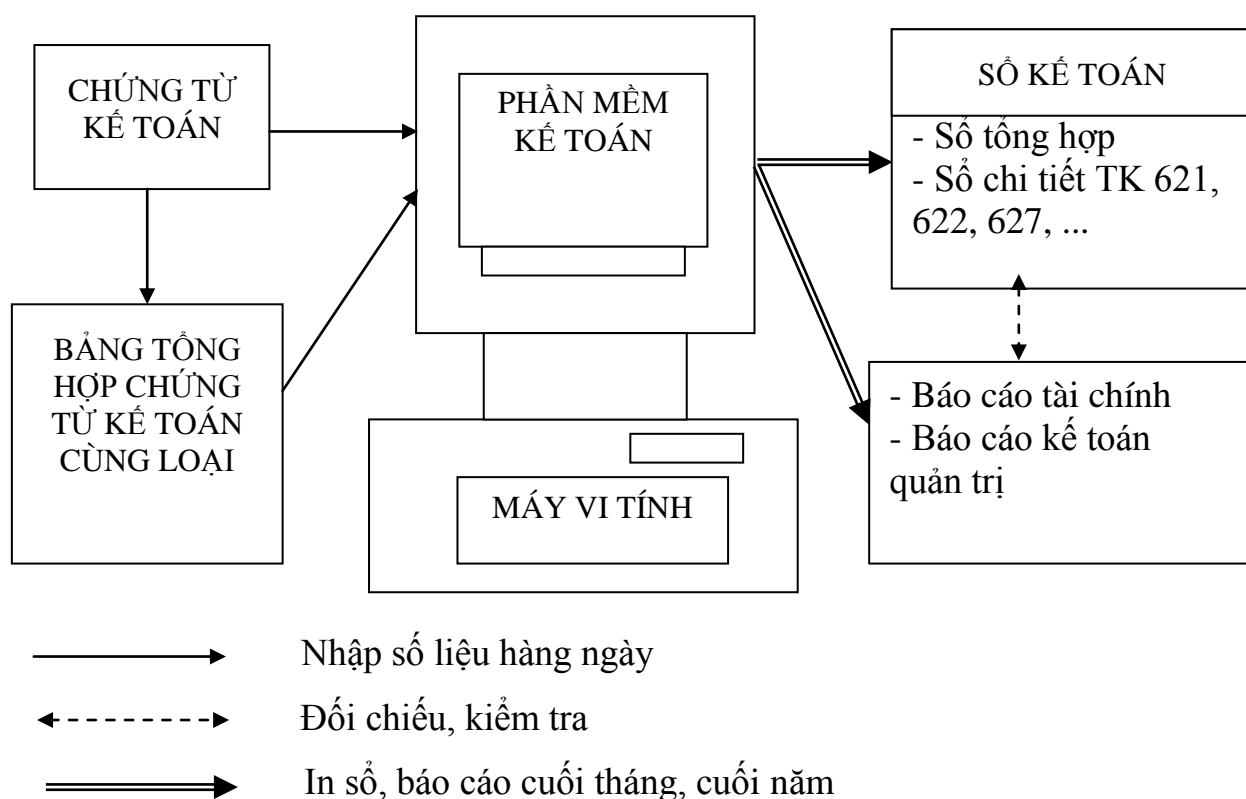 CHỨNG TỪ
KẾ TOÁN
PHẦN MỀM
KẾ TOÁN
SỔ KẾ TOÁN
- Sổ tổng hợp
- Sổ chi tiết TK 621,
622, 627, ...
BẢNG TỔNG
HỢP CHỨNG
TỪ KẾ TOÁN
CÙNG LOẠI
MÁY VI TÍNH
- Báo cáo tài chính
- Báo cáo kế toán
quản trị
Nhập số liệu hàng ngày
Đối chiếu, kiểm tra
In sổ, báo cáo cuối tháng, cuối năm